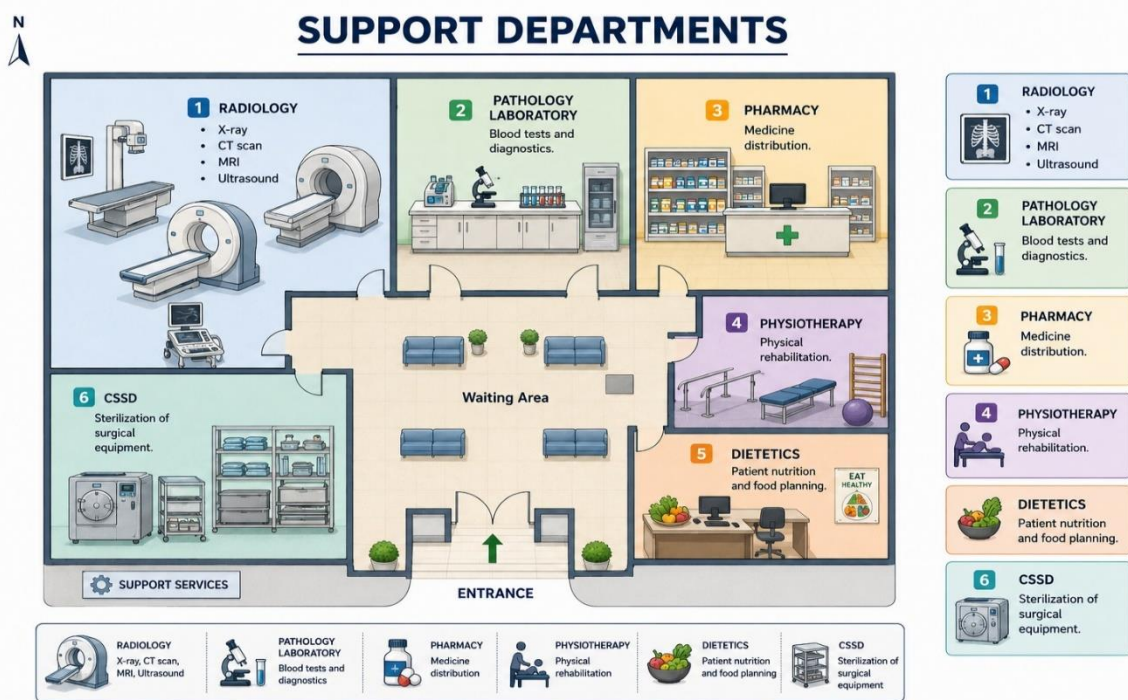 N
SUPPORT DEPARTMENTS
1 RADIOLOGY
• X-ray
• CT scan
• MRI
• Ultrasound
2 PATHOLOGY
LABORATORY
Blood tests and
diagnostics.
3 PHARMACY
Medicine
distribution.
4 PHYSIOTHERAPY
Physical
rehabilitation.
Waiting Area
6 CSSD
Sterilization of
surgical
equipment.
5 DIETETICS
Patient nutrition
and food planning.
EAT
HEALTHY
SUPPORT SERVICES
ENTRANCE
1 RADIOLOGY
• X-ray
• CT scan
• MRI
• Ultrasound
2 PATHOLOGY
LABORATORY
Blood tests and
diagnostics.
3 PHARMACY
Medicine
distribution.
4 PHYSIOTHERAPY
Physical
rehabilitation.
DIETETICS
Patient nutrition
and food planning.
6 CSSD
Sterilization of
surgical
equipment.
RADIOLOGY
X-ray, CT scan,
MRI, Ultrasound
PATHOLOGY
LABORATORY
Blood tests and
diagnostics
PHARMACY
Medicine
distribution
PHYSIOTHERAPY
Physical
rehabilitation
DIETETICS
Patient nutrition
and food planning
CSSD
Sterilization of
surgical
equipment